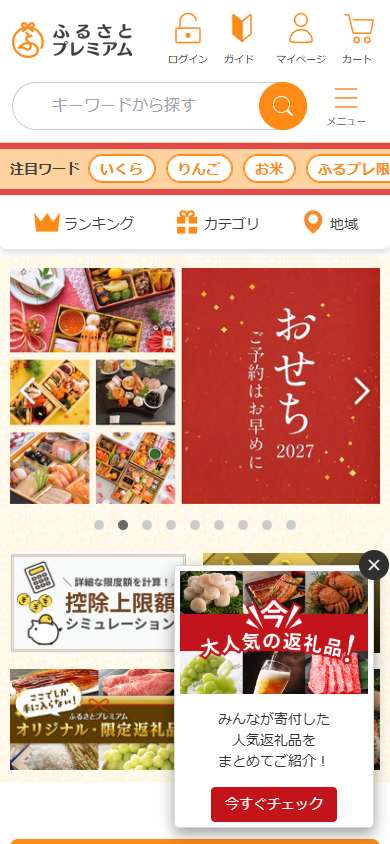 ふるさと
プレミアム
ログイン
ガイド
マイページ
カート
キーワードから探す
メニュー
注目ワード
いくら
りんご
お米
ふるプレ限
ランキング
カテゴリ
地域
おせち
2027
ご予約はお早めに
詳細な限度額を計算!
控除上限額
シミュレーション
ここでしか
手に入らない!
ふるさとプレミアム
オリジナル・限定返礼品
今
大人気の返礼品!
みんなが寄付した
人気返礼品を
まとめてご紹介！
今すぐチェック